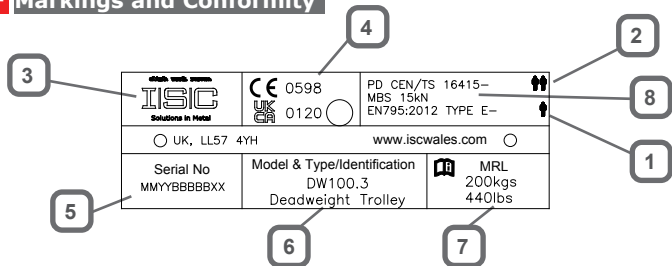 Markings and Conformity
4
2
3
8
1
ISC
Solutions in Metal
CE 0598
UK CA 0120
PD CEN/TS 16415-
MBS 15kN
EN795:2012 TYPE E-
UK, LL57 4YH
www.iscwales.com
Serial No
MMYYBBBBBXX
Model & Type/Identification
DW100.3
Deadweight Trolley
MRL
200kgs
440lbs
5
6
7